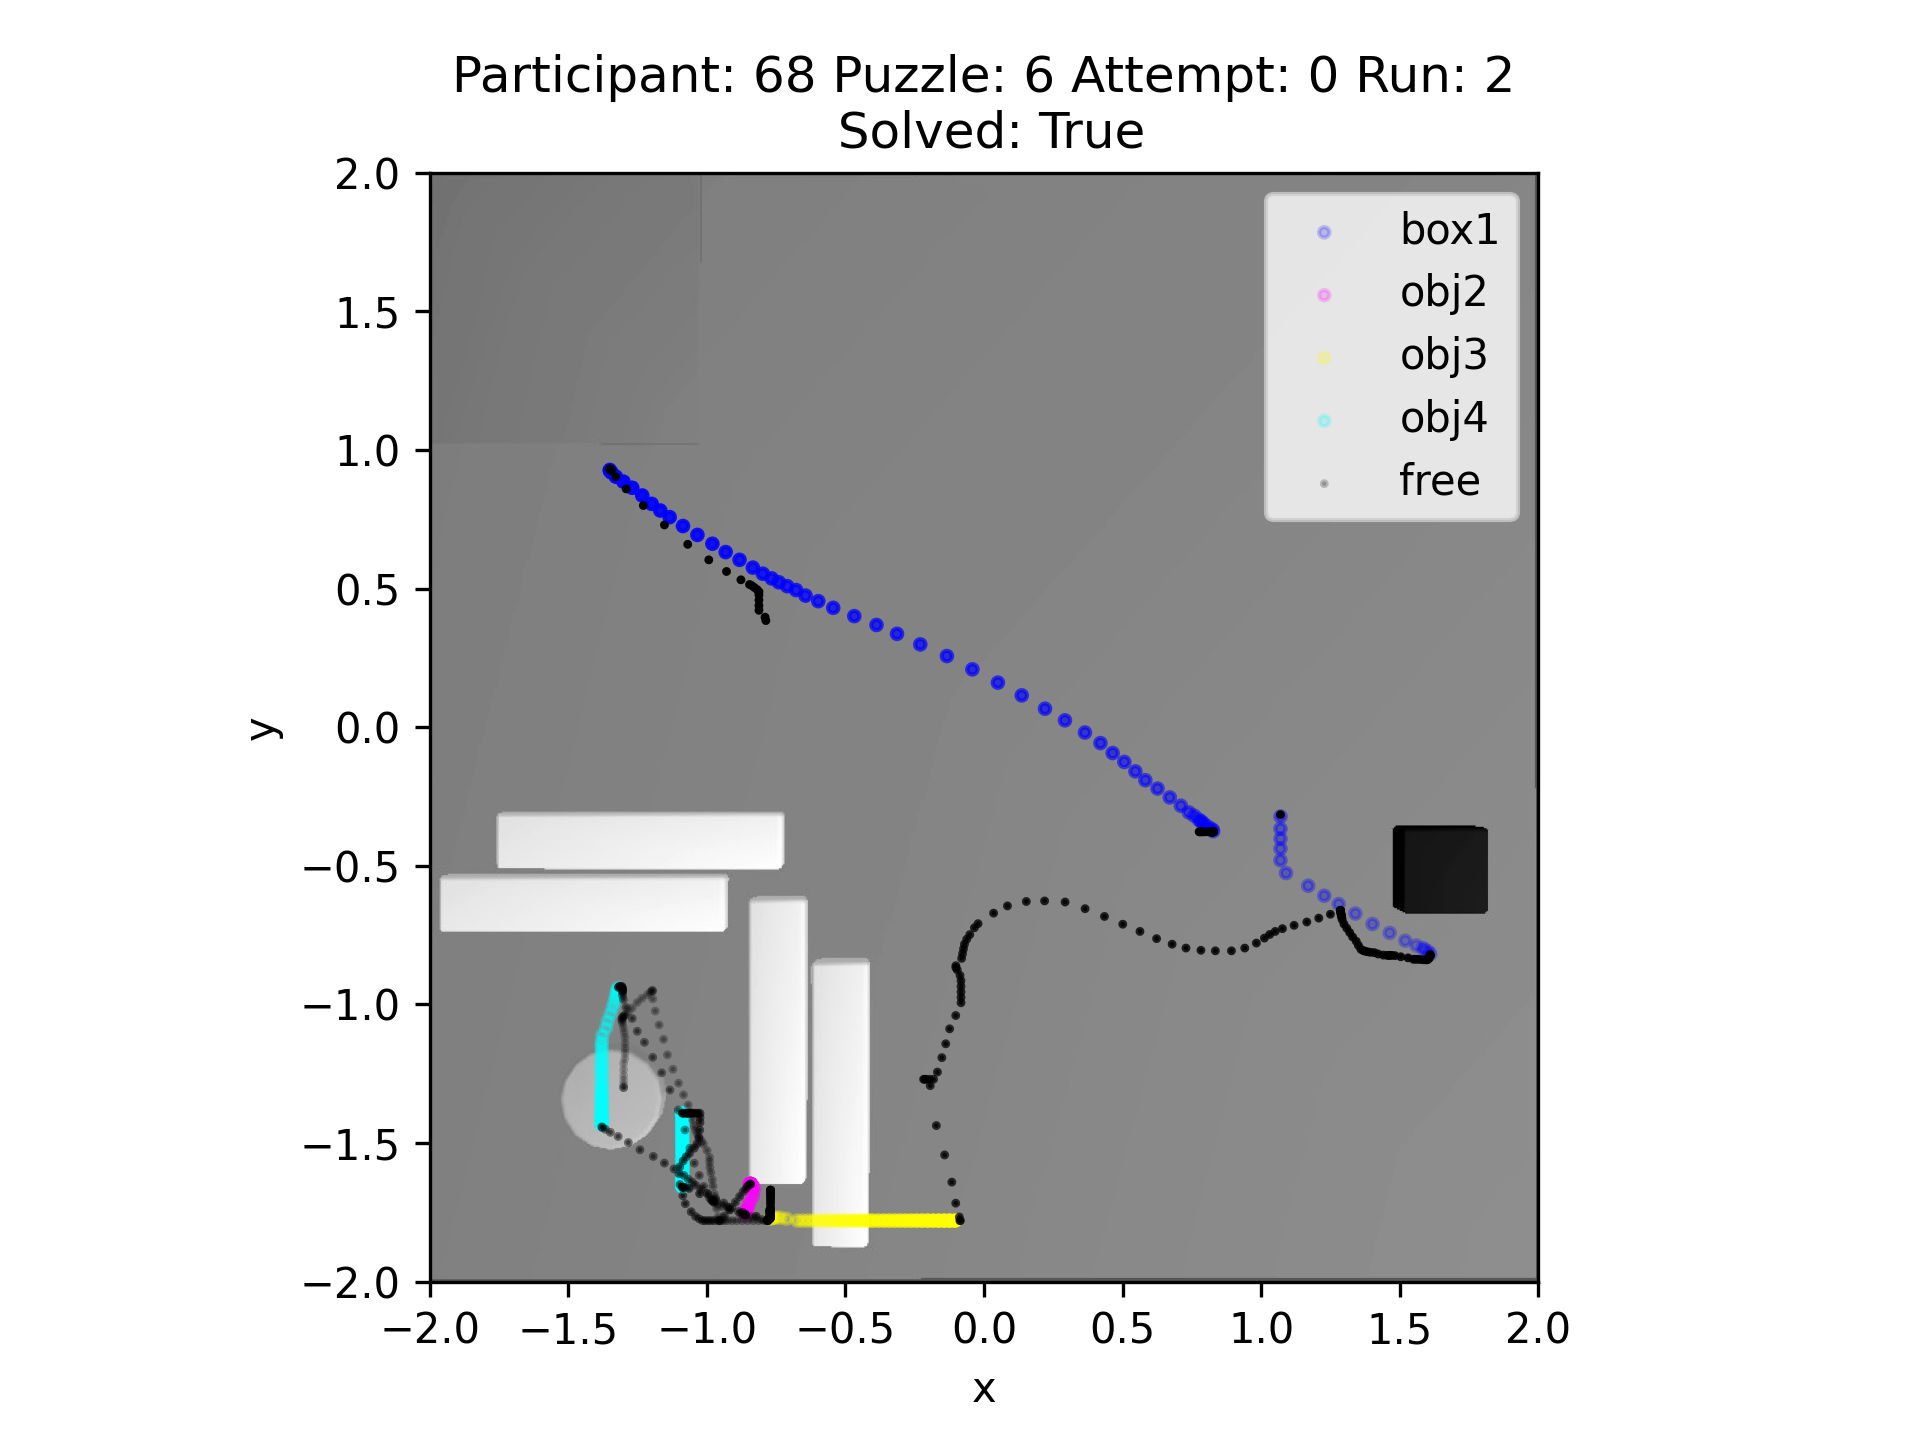 Participant: 68 Puzzle: 6 Attempt: 0 Run: 2
Solved: True
2.0
1.5
1.0
0.5
0.0
−0.5
−1.0
−1.5
−2.0
y
box1
obj2
obj3
obj4
free
−2.0 −1.5 −1.0 −0.5 0.0 0.5 1.0 1.5 2.0
x